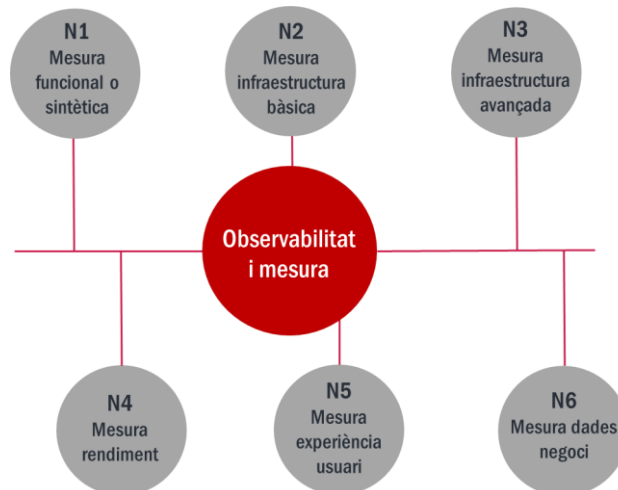 N1
Mesura
funcional o
sintètica
N2
Mesura
infraestructura
bàsica
N3
Mesura
infraestructura
avançada
Observabilitat
i mesura
N4
Mesura
rendiment
N5
Mesura
experiència
usuari
N6
Mesura dades
negoci